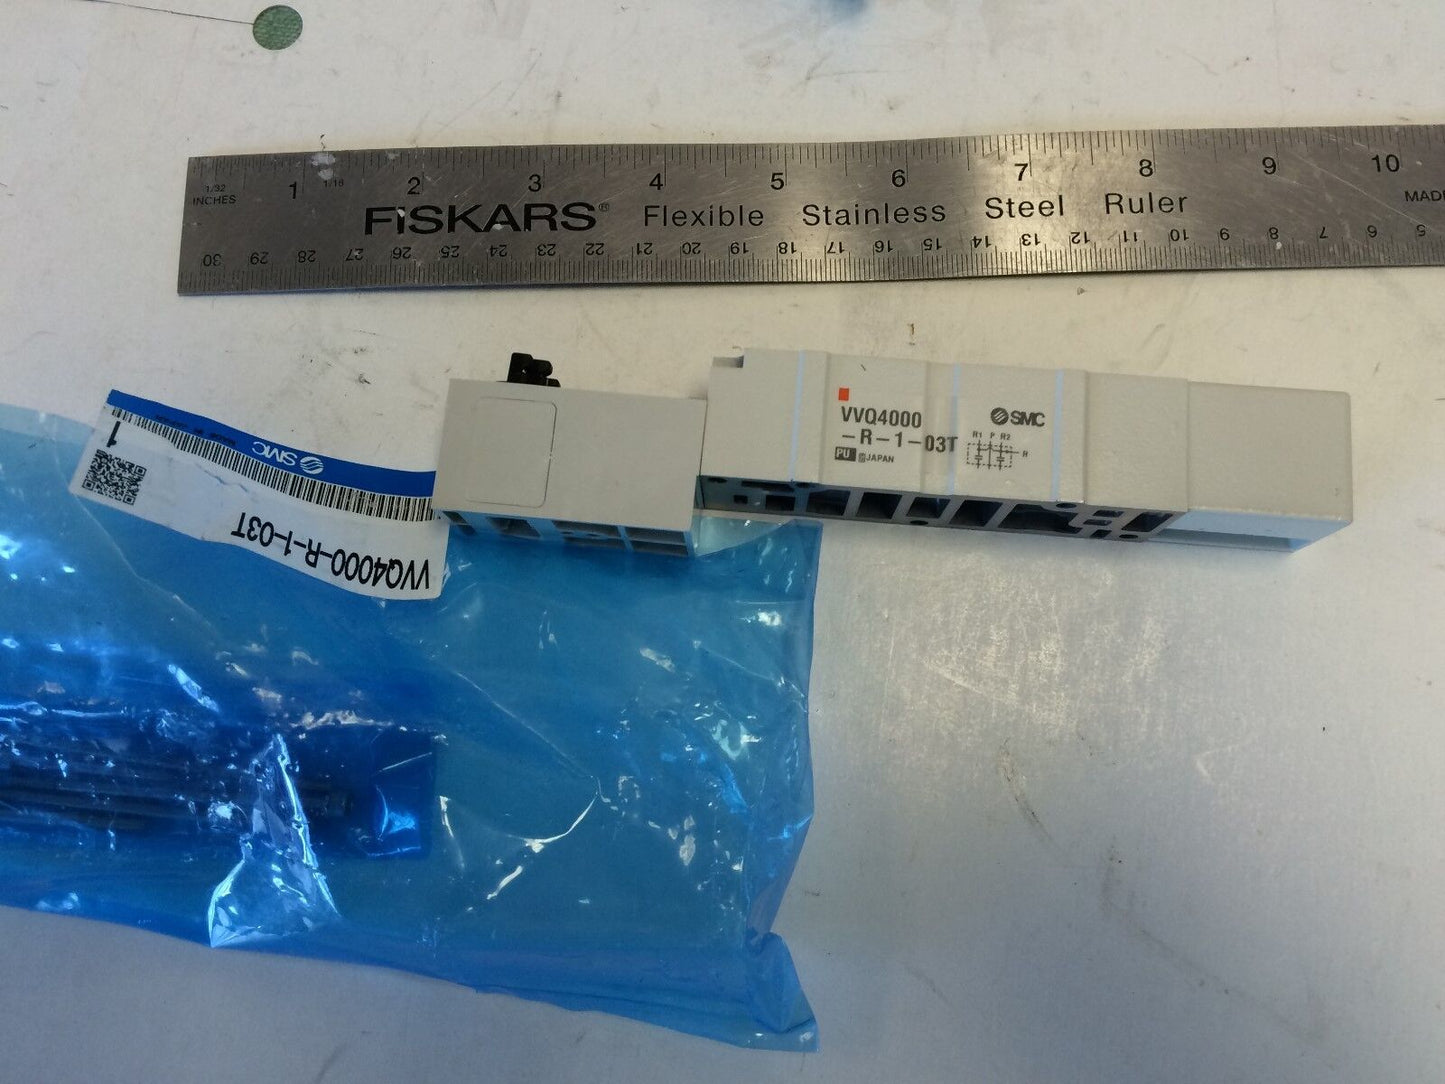 1/32
INCHES
1/16
1 2 3 4 5 6 7 8 9 10
FISKARS® Flexible Stainless Steel Ruler
MADE
30 29 28 27 26 25 24 23 22 21 20 19 18 17 16 15 14 13 12 11 10 9 8 7 6 5
VVQ4000
-R-1-03T
PU JAPAN
SMC
R1 P R2
R
SMC
1
VVQ4000-R-1-03T